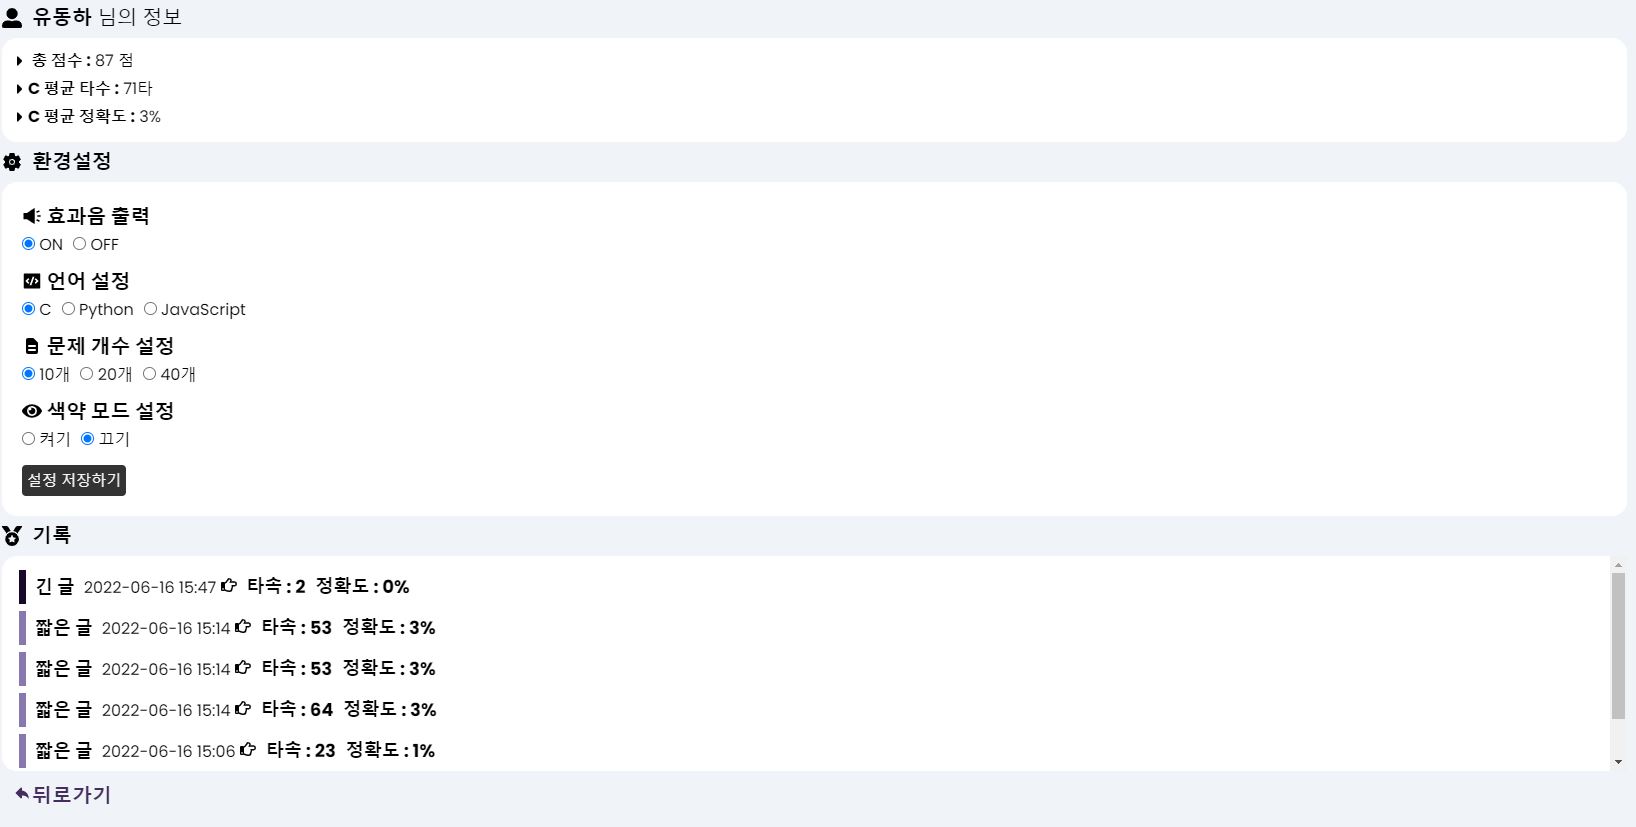 유동하 님의 정보
총 점수 : 87 점
C 평균 타수 : 71타
C 평균 정확도 : 3%
환경설정
효과음 출력
ON OFF
언어 설정
C Python JavaScript
문제 개수 설정
10개 20개 40개
색약 모드 설정
켜기 끄기
설정 저장하기
기록
긴 글 2022-06-16 15:47 타속 : 2 정확도 : 0%
짧은 글 2022-06-16 15:14 타속 : 53 정확도 : 3%
짧은 글 2022-06-16 15:14 타속 : 53 정확도 : 3%
짧은 글 2022-06-16 15:14 타속 : 64 정확도 : 3%
짧은 글 2022-06-16 15:06 타속 : 23 정확도 : 1%
뒤로가기